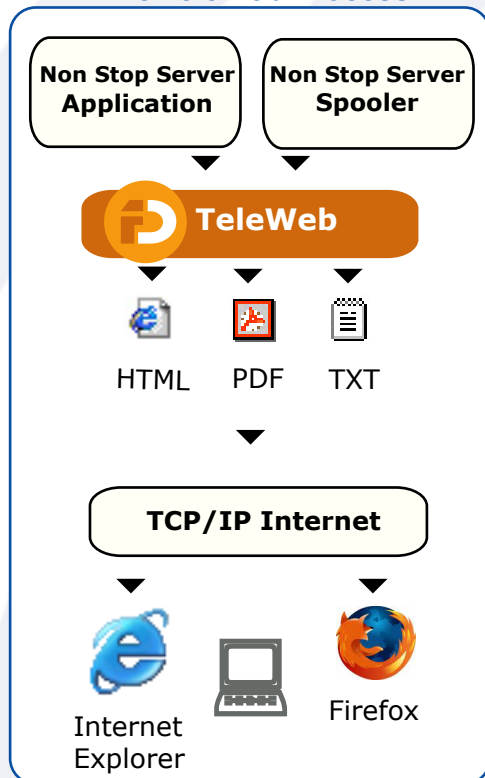 Non Stop Server
Application
Non Stop Server
Spooler
TeleWeb
HTML
PDF
TXT
TCP/IP Internet
Internet
Explorer
Firefox